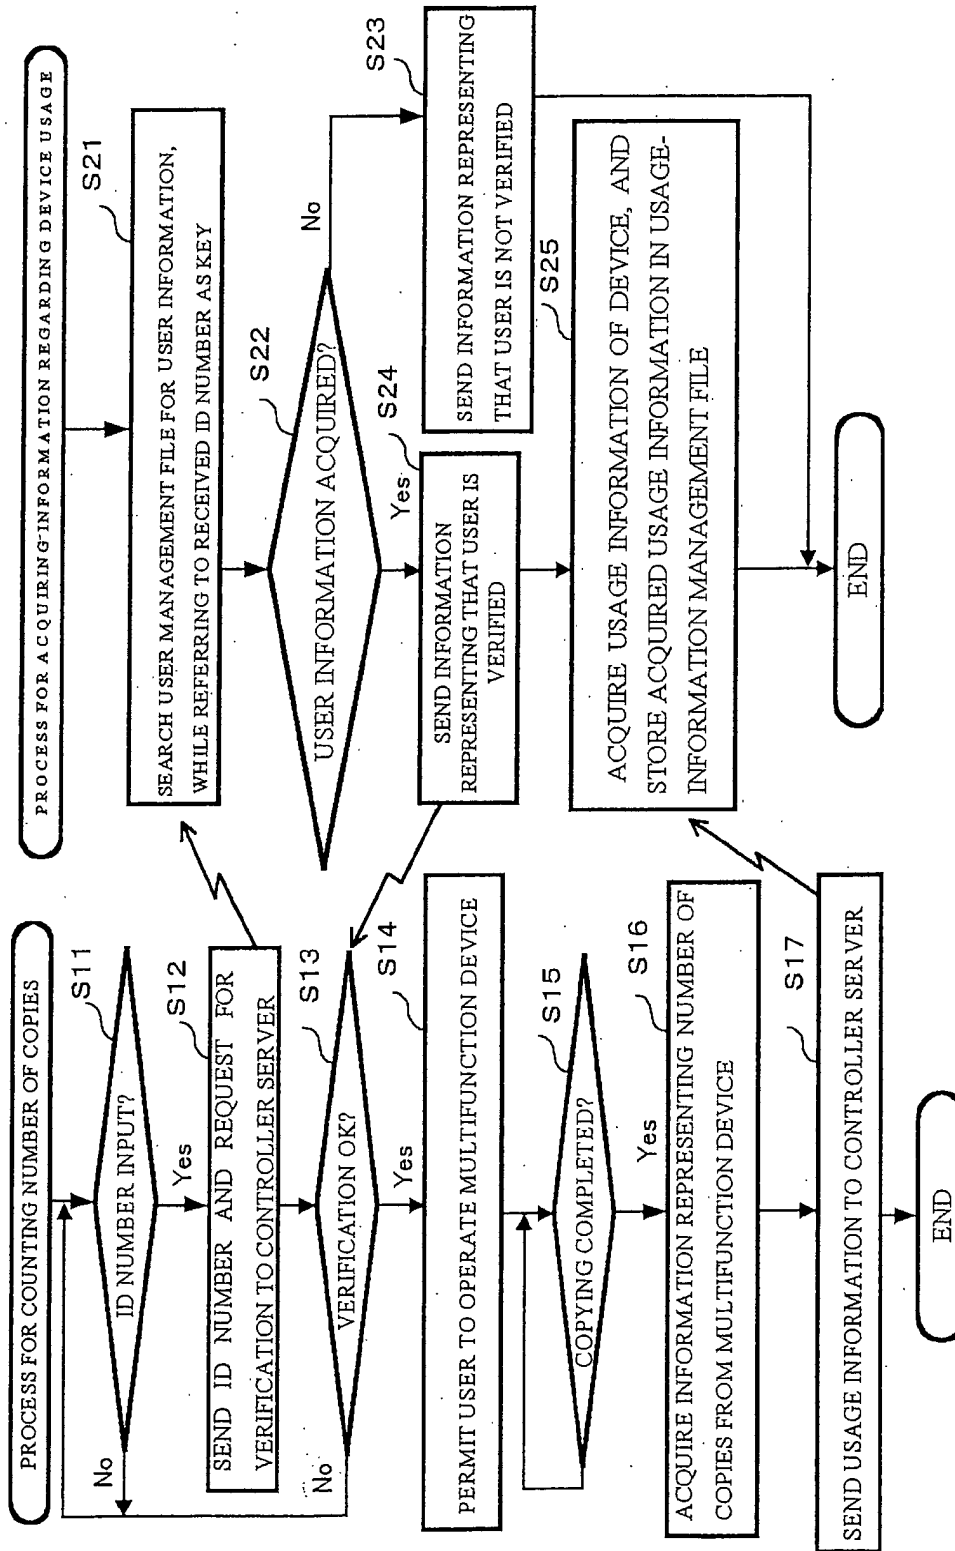 PROCESS FOR COUNTING NUMBER OF COPIES
S11
ID NUMBER INPUT?
No
Yes
S12
SEND ID NUMBER AND REQUEST FOR
VERIFICATION TO CONTROLLER SERVER
S13
VERIFICATION OK?
No
Yes
S14
PERMIT USER TO OPERATE MULTIFUNCTION DEVICE
S15
COPYING COMPLETED?
Yes
S16
ACQUIRE INFORMATION REPRESENTING NUMBER OF
COPIES FROM MULTIFUNCTION DEVICE
S17
SEND USAGE INFORMATION TO CONTROLLER SERVER
END
PROCESS FOR ACQUIRING INFORMATION REGARDING DEVICE USAGE
S21
SEARCH USER MANAGEMENT FILE FOR USER INFORMATION,
WHILE REFERRING TO RECEIVED ID NUMBER AS KEY
S22
USER INFORMATION ACQUIRED?
No
Yes
S23
SEND INFORMATION REPRESENTING
THAT USER IS NOT VERIFIED
S24
SEND INFORMATION
REPRESENTING THAT USER IS
VERIFIED
S25
ACQUIRE USAGE INFORMATION OF DEVICE, AND
STORE ACQUIRED USAGE INFORMATION IN USAGE-
INFORMATION MANAGEMENT FILE
END